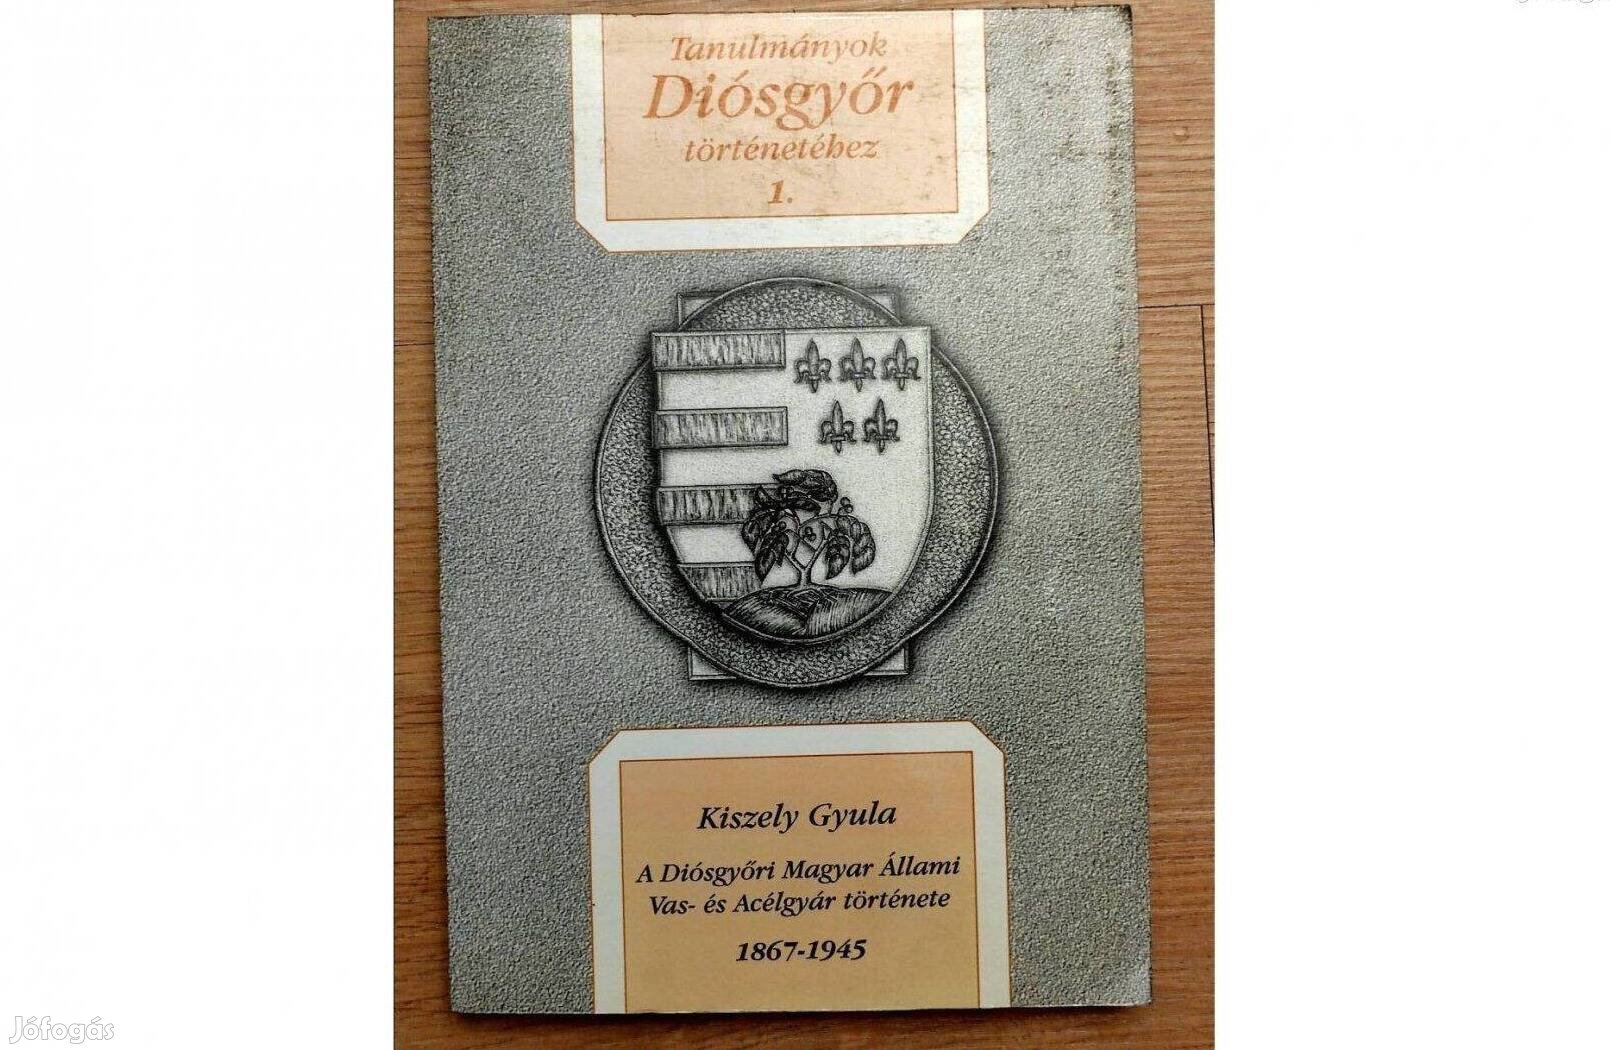 Tanulmányok
Diósgyőr
történetéhez
1.
Kiszely Gyula
A Diósgyőri Magyar Állami
Vas- és Acélgyár története
1867-1945
Jófogás